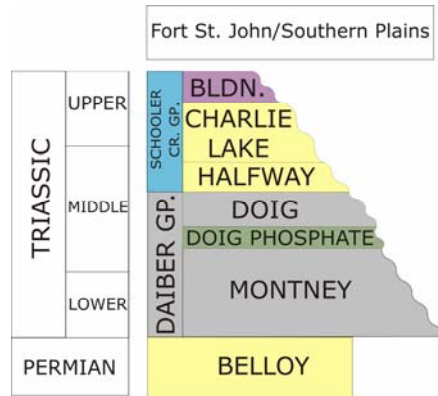 Fort St. John/Southern Plains
TRIASSIC
UPPER
MIDDLE
LOWER
PERMIAN
SCHOOLER
CR. GP.
DAIBER GP.
BLDN.
CHARLIE
LAKE
HALFWAY
DOIG
DOIG PHOSPHATE
MONTNEY
BELLOY